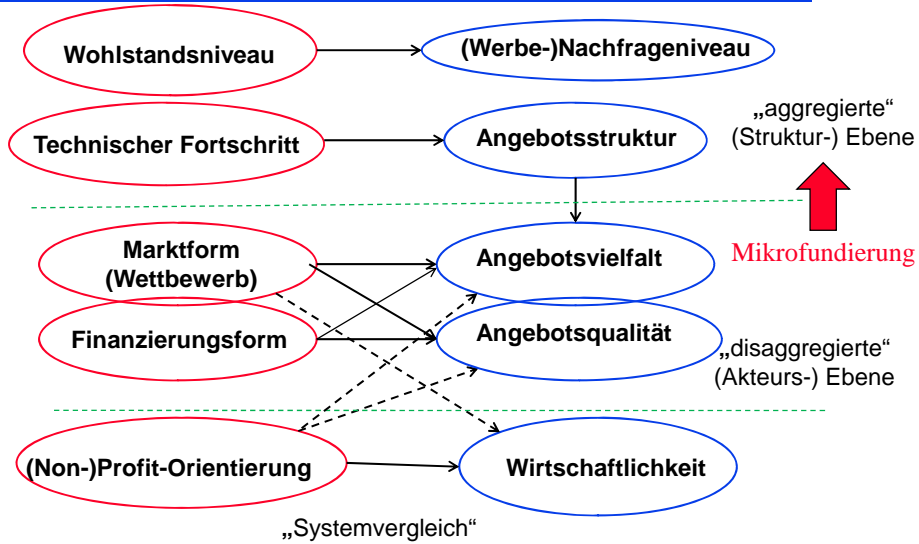 Wohlstandsniveau
(Werbe-)Nachfrageniveau
„aggregierte“
(Struktur-) Ebene
Technischer Fortschritt
Angebotsstruktur
Marktform
(Wettbewerb)
Angebotsvielfalt
Mikrofundierung
Finanzierungsform
Angebotsqualität
„disaggregierte“
(Akteurs-) Ebene
(Non-)Profit-Orientierung
Wirtschaftlichkeit
„Systemvergleich“